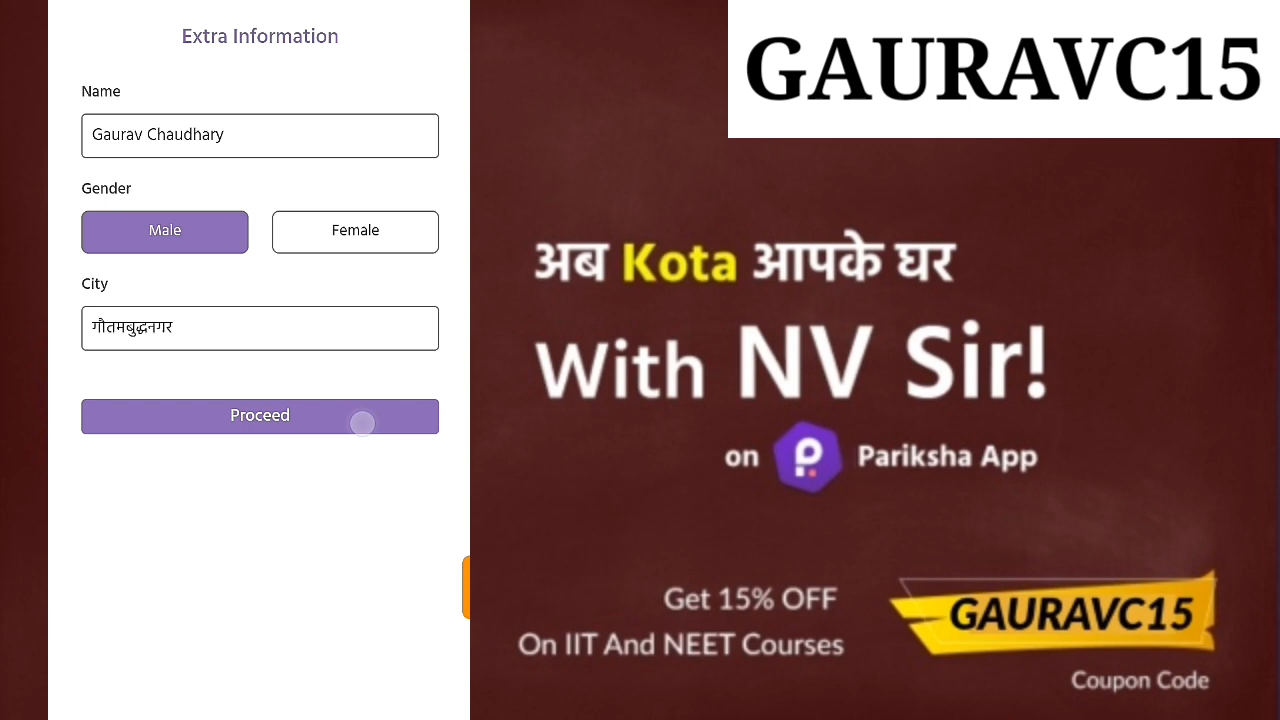 Extra Information
Name
Gaurav Chaudhary
Gender
Male
Female
City
गौतमबुद्धनगर
Proceed
GAURAVC15
अब Kota आपके घर
With NV Sir!
on Pariksha App
Get 15% OFF
On IIT And NEET Courses
GAURAVC15
Coupon Code